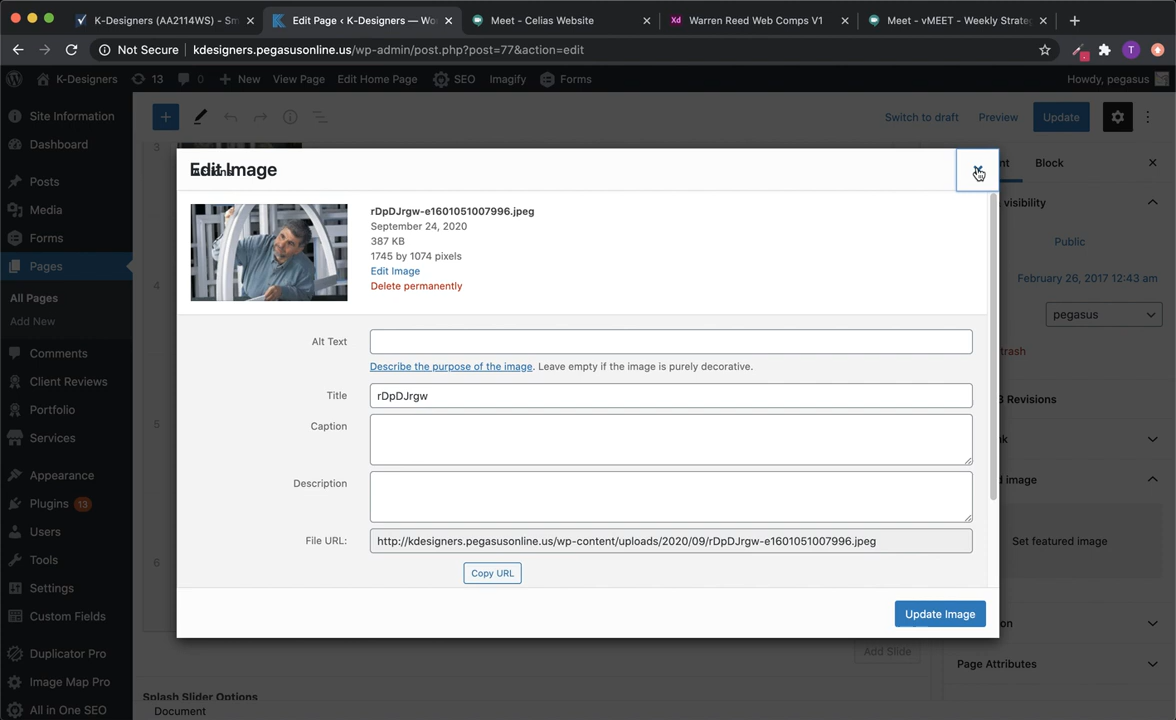 K-Designers (AA2114WS) - Sm
Edit Page ‹ K-Designers — Wo
Meet - Celias Website
Warren Reed Web Comps V1
Meet - vMEET - Weekly Strate
Not Secure
kdesigners.pegasusonline.us/wp-admin/post.php?post=77&action=edit
T
K-Designers
13
0
New
View Page
Edit Home Page
SEO
Imagify
Forms
Howdy, pegasus
Site Information
Dashboard
Posts
Media
Forms
Pages
All Pages
Add New
Comments
Client Reviews
Portfolio
Services
Appearance
Plugins 13
Users
Tools
Settings
Custom Fields
Duplicator Pro
Image Map Pro
All in One SEO
Switch to draft
Preview
Update
3
4
5
6
Edit Image
rDpDJrgw-e1601051007996.jpeg
September 24, 2020
387 KB
1745 by 1074 pixels
Edit Image
Delete permanently
Alt Text
Describe the purpose of the image. Leave empty if the image is purely decorative.
Title
rDpDJrgw
Caption
Description
File URL:
http://kdesigners.pegasusonline.us/wp-content/uploads/2020/09/rDpDJrgw-e1601051007996.jpeg
Copy URL
Update Image
Block
visibility
Public
February 26, 2017 12:43 am
pegasus
trash
3 Revisions
image
Set featured image
Page Attributes
Add Slide
Splash Slider Options
Document